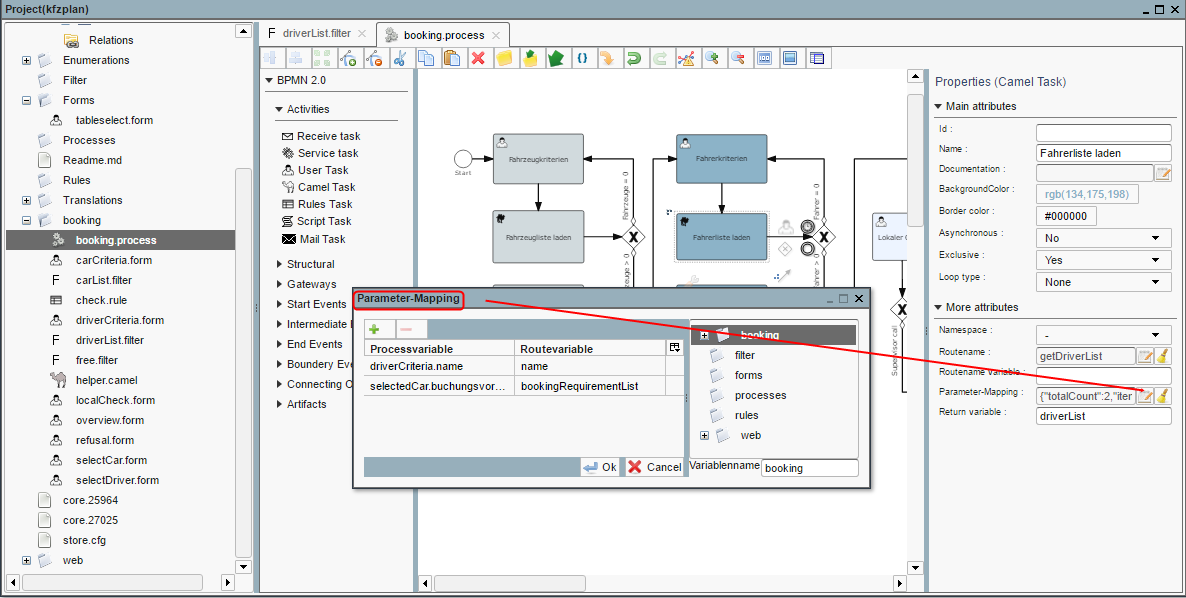 Project(kfzplan)
Relations
Enumerations
Filter
Forms
tableselect.form
Processes
Readme.md
Rules
Translations
booking
booking.process
carCriteria.form
F carList.filter
check.rule
driverCriteria.form
F driverList.filter
F free.filter
helper.camel
localCheck.form
overview.form
refusal.form
selectCar.form
selectDriver.form
core.25964
core.27025
store.cfg
web
F driverList.filter
booking.process
BPMN 2.0
Activities
Receive task
Service task
User Task
Camel Task
Rules Task
Script Task
Mail Task
Structural
Gateways
Start Events
Intermediate
End Events
Boundary Eve
Connecting O
Artifacts
Start
Fahrzeugkriterien
Fahrzeugliste laden
Fahrzeuge = 0
Fahrzeuge > 0
X
Fahrerkriterien
Fahrerliste laden
Fahrer = 0
Fahrer > 0
X
Lokaler
X
Supervisor call
Parameter-Mapping
Processvariable Routevariable
driverCriteria.name name
selectedCar.buchungsvor... bookingRequirementList
Ok Cancel
booking
filter
forms
processes
rules
web
Variablenname booking
Properties (Camel Task)
Main attributes
Id :
Name : Fahrerliste laden
Documentation :
BackgroundColor : rgb(134,175,198)
Border color : #000000
Asynchronous : No
Exclusive : Yes
Loop type : None
More attributes
Namespace : -
Routename : getDriverList
Routename Variable :
Parameter-Mapping : {"totalCount":2,"iter
Return variable : driverList